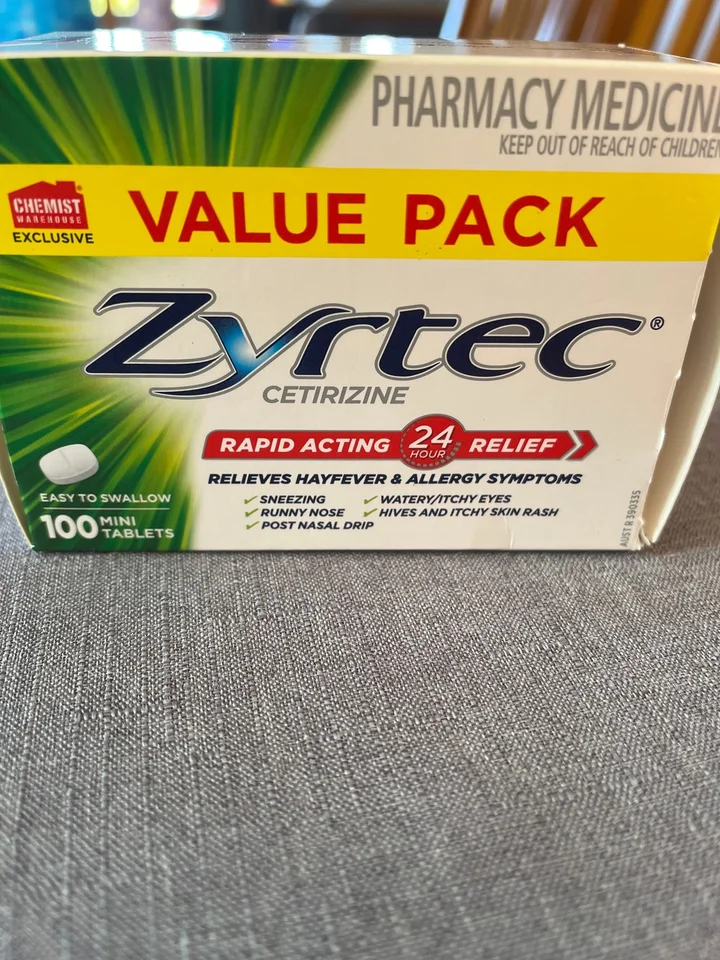 PHARMACY MEDICINE
KEEP OUT OF REACH OF CHILDREN
CHEMIST
WAREHOUSE
EXCLUSIVE
VALUE PACK
Zyrtec®
CETIRIZINE
RAPID ACTING 24 HOUR RELIEF
RELIEVES HAYFEVER & ALLERGY SYMPTOMS
✓ SNEEZING
✓ RUNNY NOSE
✓ POST NASAL DRIP
✓ WATERY/ITCHY EYES
✓ HIVES AND ITCHY SKIN RASH
EASY TO SWALLOW
100 MINI TABLETS
AUST R 390335